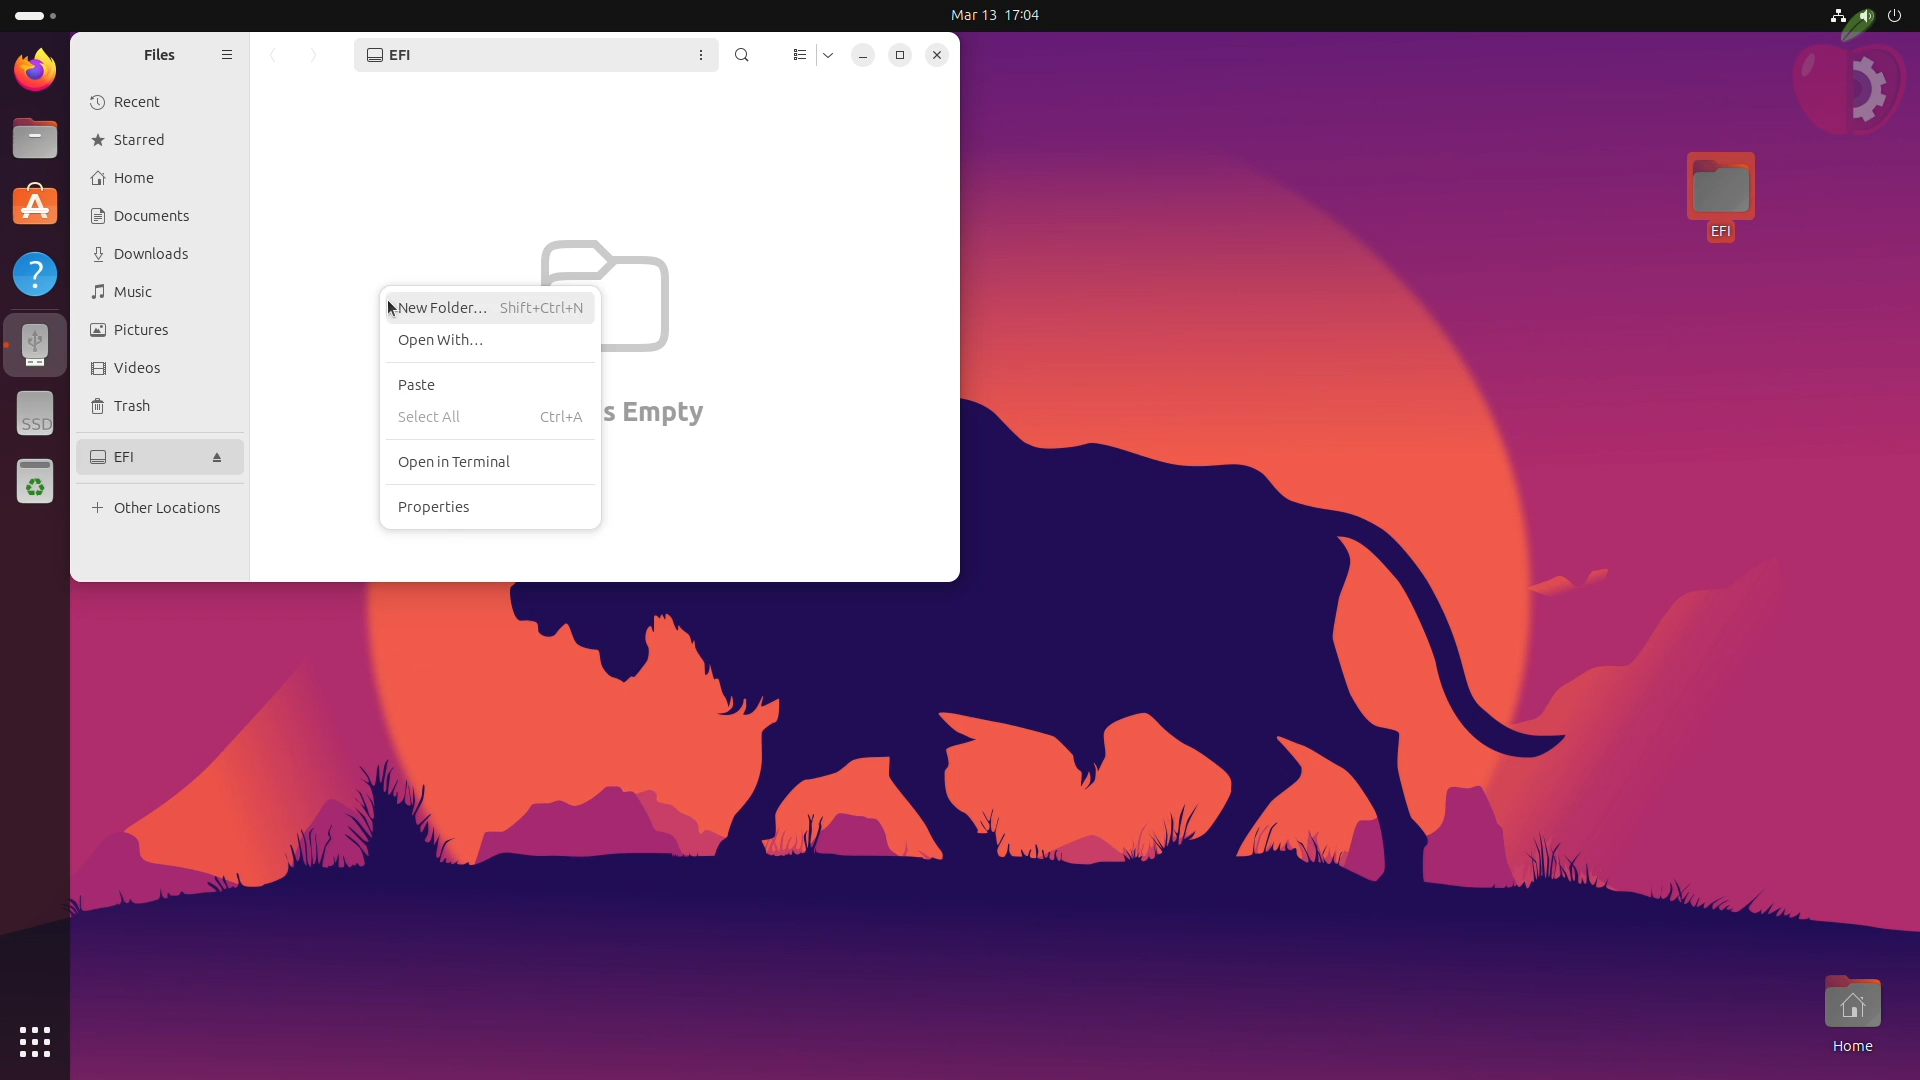 Mar 13 17:04
Files
EFI
Recent
Starred
Home
Documents
Downloads
Music
Pictures
Videos
Trash
EFI
Other Locations
New Folder… Shift+Ctrl+N
Open With…
Paste
Select All Ctrl+A
Open in Terminal
Properties
s Empty
SSD
EFI
Home